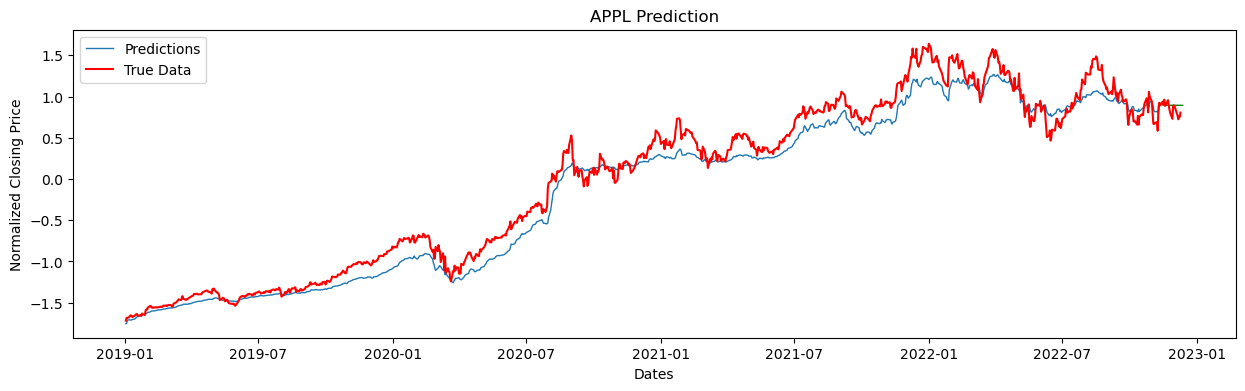 APPL Prediction
Predictions
True Data
Normalized Closing Price
1.5
1.0
0.5
0.0
−0.5
−1.0
−1.5
2019-01 2019-07 2020-01 2020-07 2021-01 2021-07 2022-01 2022-07 2023-01
Dates